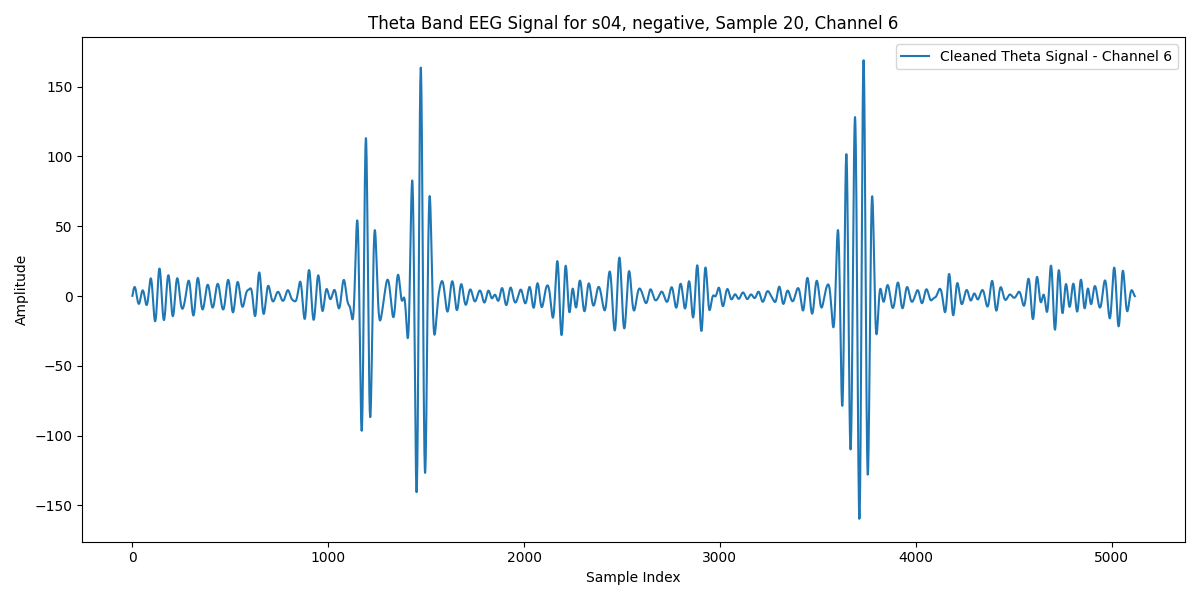 Theta Band EEG Signal for s04, negative, Sample 20, Channel 6
Cleaned Theta Signal - Channel 6
Amplitude
150
100
50
0
−50
−100
−150
0 1000 2000 3000 4000 5000
Sample Index